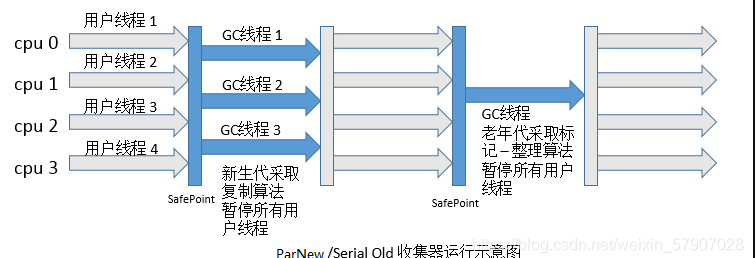 用户线程 1
cpu 0
GC线程 1
用户线程 2
cpu 1
GC线程 2
用户线程 3
cpu 2
GC线程 3
用户线程 4
cpu 3
SafePoint
新生代采取
复制算法
暂停所有用
户线程
SafePoint
GC线程
老年代采取标
记–整理算法
暂停所有用户
线程
ParNew /Serial Old 收集器运行示意图
https://blog.csdn.net/weixin_57907028